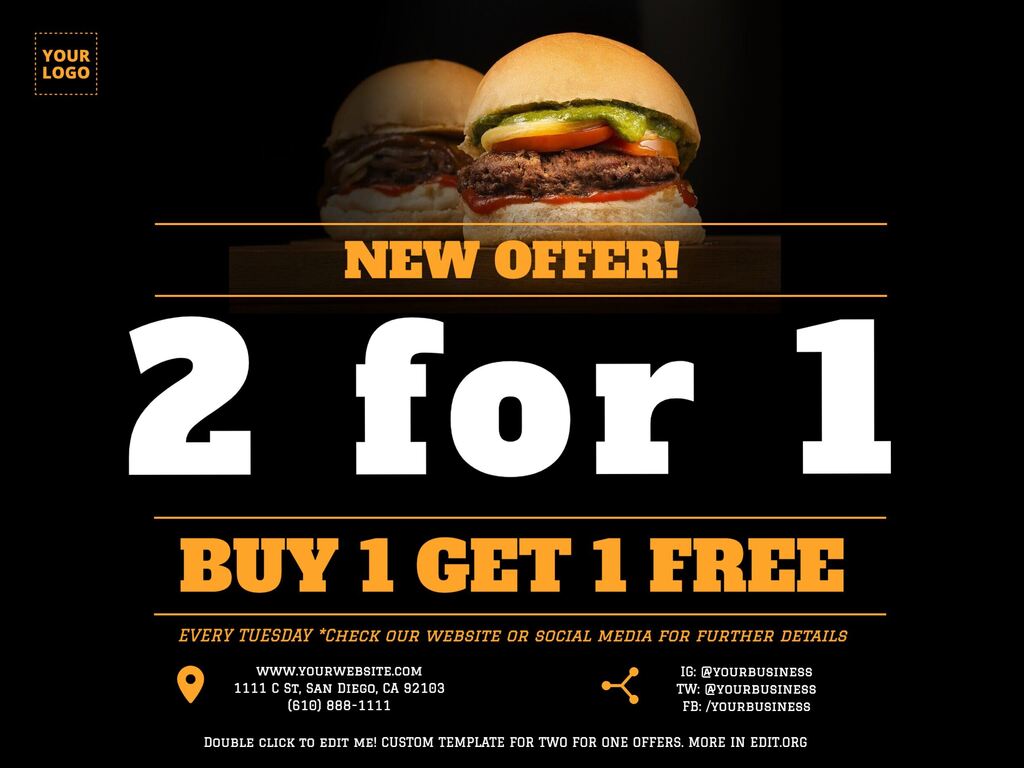 YOUR
LOGO
NEW OFFER!
2 for 1
BUY 1 GET 1 FREE
EVERY TUESDAY *Check our website or social media for further details
www.yourwebsite.com
1111 C St, San Diego, CA 92103
(610) 888-1111
IG: @yourbusiness
TW: @yourbusiness
FB: /yourbusiness
Double click to edit me! CUSTOM TEMPLATE FOR TWO FOR ONE OFFERS. MORE IN EDIT.ORG